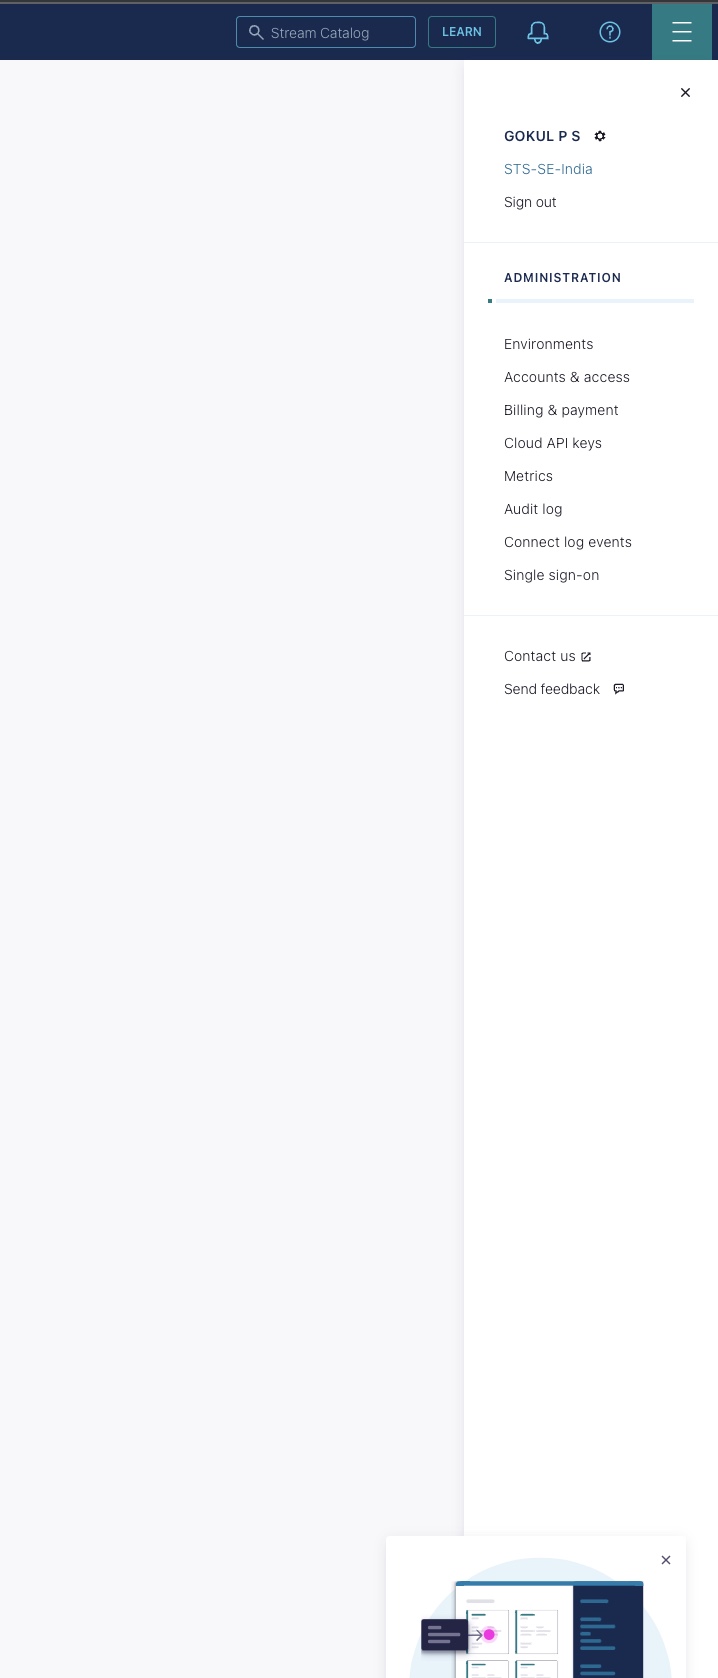 Stream Catalog
LEARN
GOKUL P S
STS-SE-India
Sign out
ADMINISTRATION
Environments
Accounts & access
Billing & payment
Cloud API keys
Metrics
Audit log
Connect log events
Single sign-on
Contact us
Send feedback